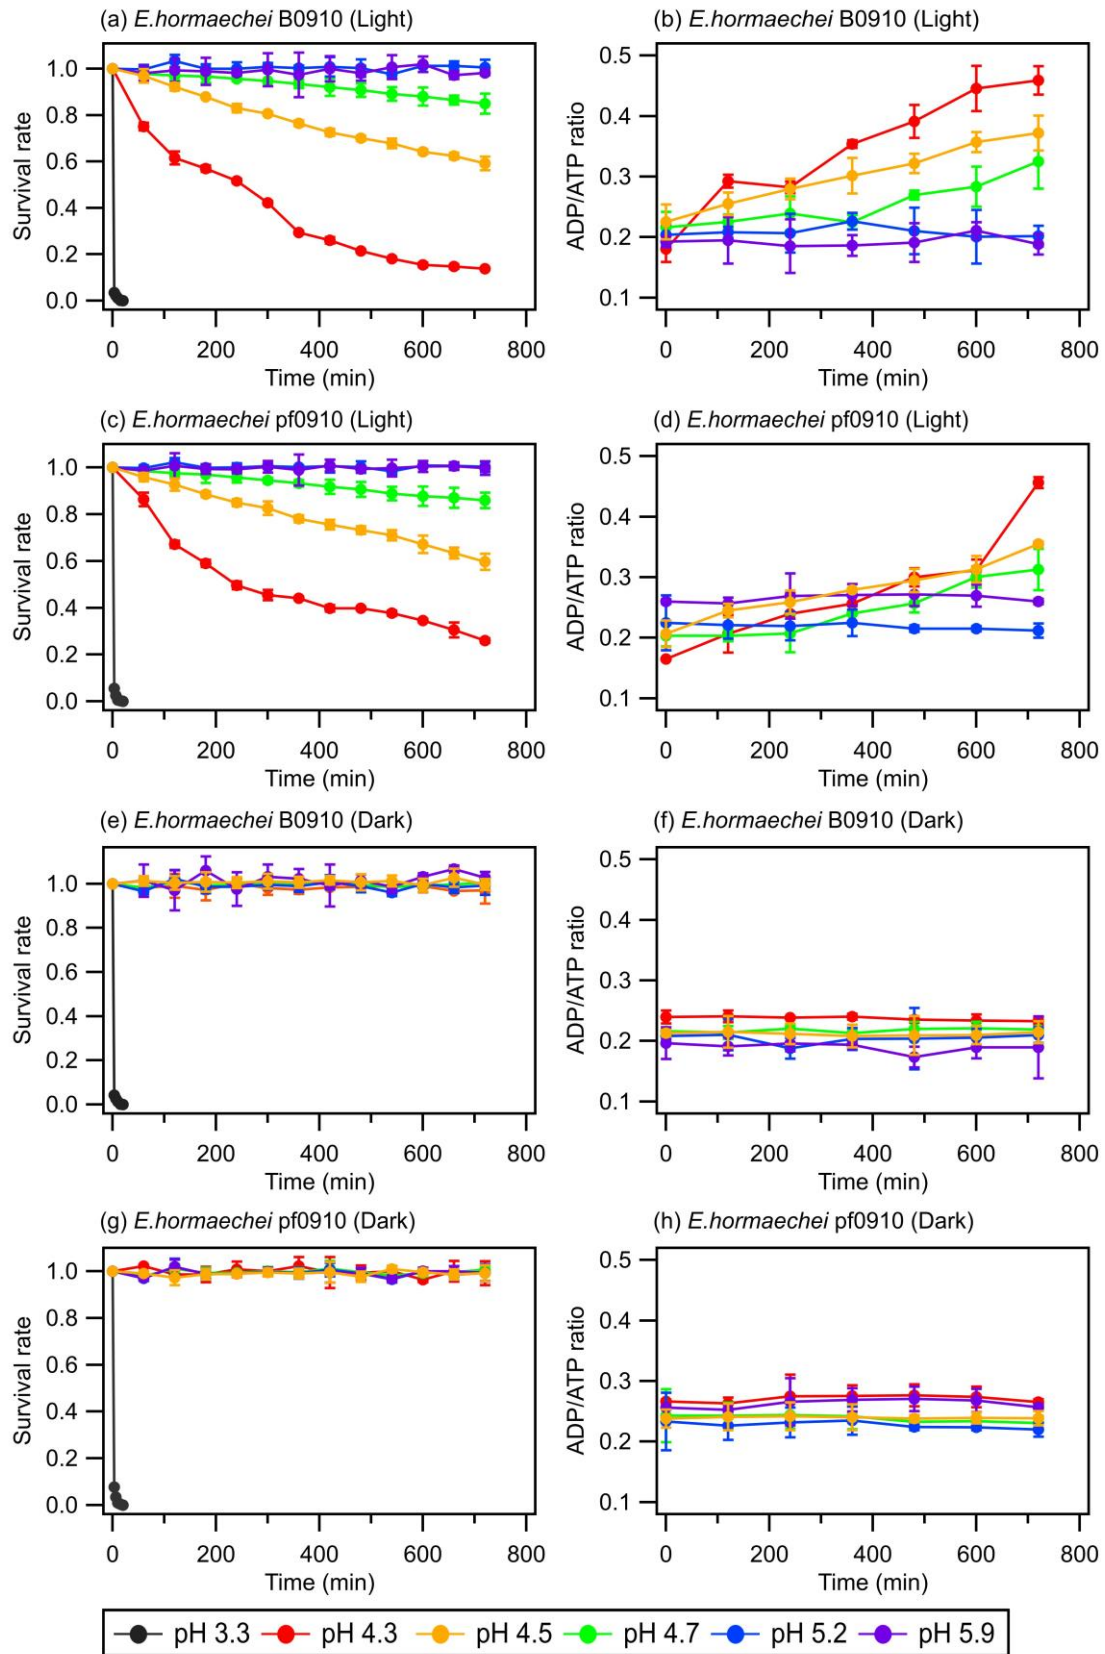 (a) E.hormaechei B0910 (Light)
Survival rate
1.0
0.8
0.6
0.4
0.2
0.0
0 200 400 600 800
Time (min)
(b) E.hormaechei B0910 (Light)
ADP/ATP ratio
0.5
0.4
0.3
0.2
0.1
0 200 400 600 800
Time (min)
(c) E.hormaechei pf0910 (Light)
Survival rate
1.0
0.8
0.6
0.4
0.2
0.0
0 200 400 600 800
Time (min)
(d) E.hormaechei pf0910 (Light)
ADP/ATP ratio
0.5
0.4
0.3
0.2
0.1
0 200 400 600 800
Time (min)
(e) E.hormaechei B0910 (Dark)
Survival rate
1.0
0.8
0.6
0.4
0.2
0.0
0 200 400 600 800
Time (min)
(f) E.hormaechei B0910 (Dark)
ADP/ATP ratio
0.5
0.4
0.3
0.2
0.1
0 200 400 600 800
Time (min)
(g) E.hormaechei pf0910 (Dark)
Survival rate
1.0
0.8
0.6
0.4
0.2
0.0
0 200 400 600 800
Time (min)
(h) E.hormaechei pf0910 (Dark)
ADP/ATP ratio
0.5
0.4
0.3
0.2
0.1
0 200 400 600 800
Time (min)
pH 3.3 pH 4.3 pH 4.5 pH 4.7 pH 5.2 pH 5.9